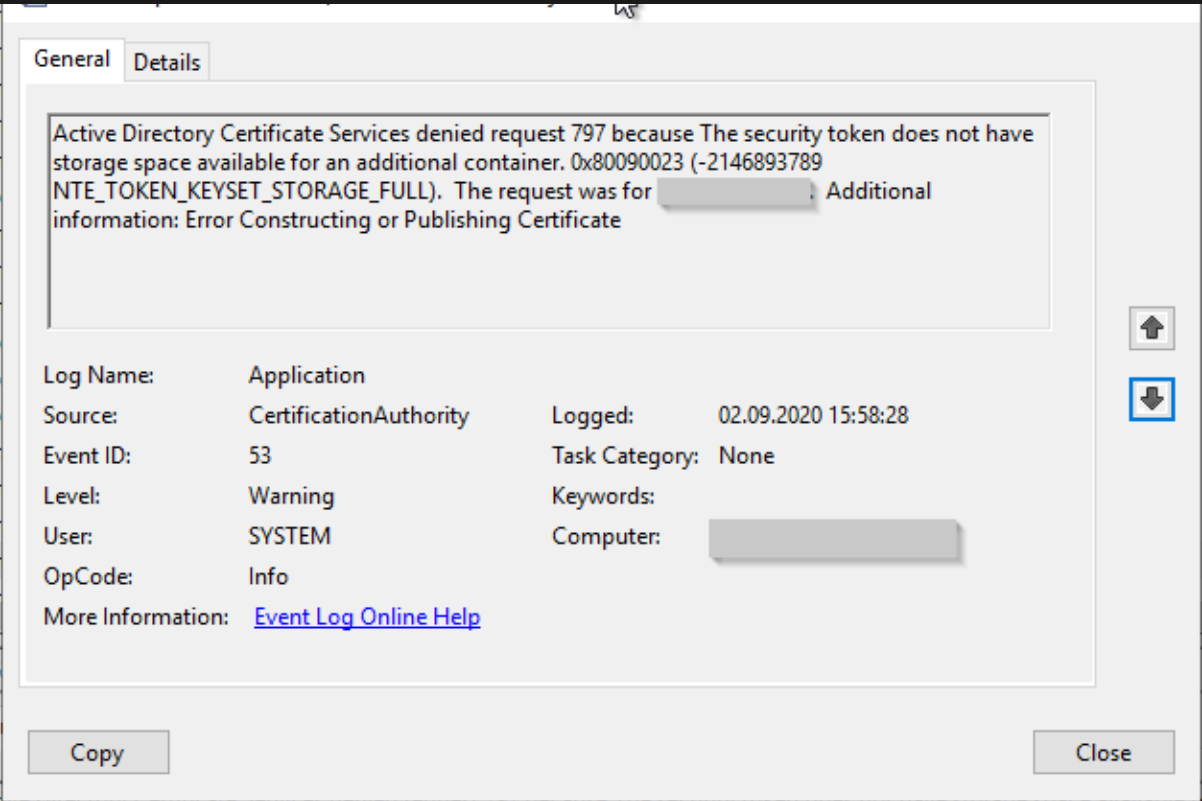 General
Details
Active Directory Certificate Services denied request 797 because The security token does not have
storage space available for an additional container. 0x80090023 (-2146893789
NTE_TOKEN_KEYSET_STORAGE_FULL).  The request was for . Additional
information: Error Constructing or Publishing Certificate
Log Name: Application
Source: CertificationAuthority Logged: 02.09.2020 15:58:28
Event ID: 53 Task Category: None
Level: Warning Keywords:
User: SYSTEM Computer:
OpCode: Info
More Information: Event Log Online Help
Copy Close